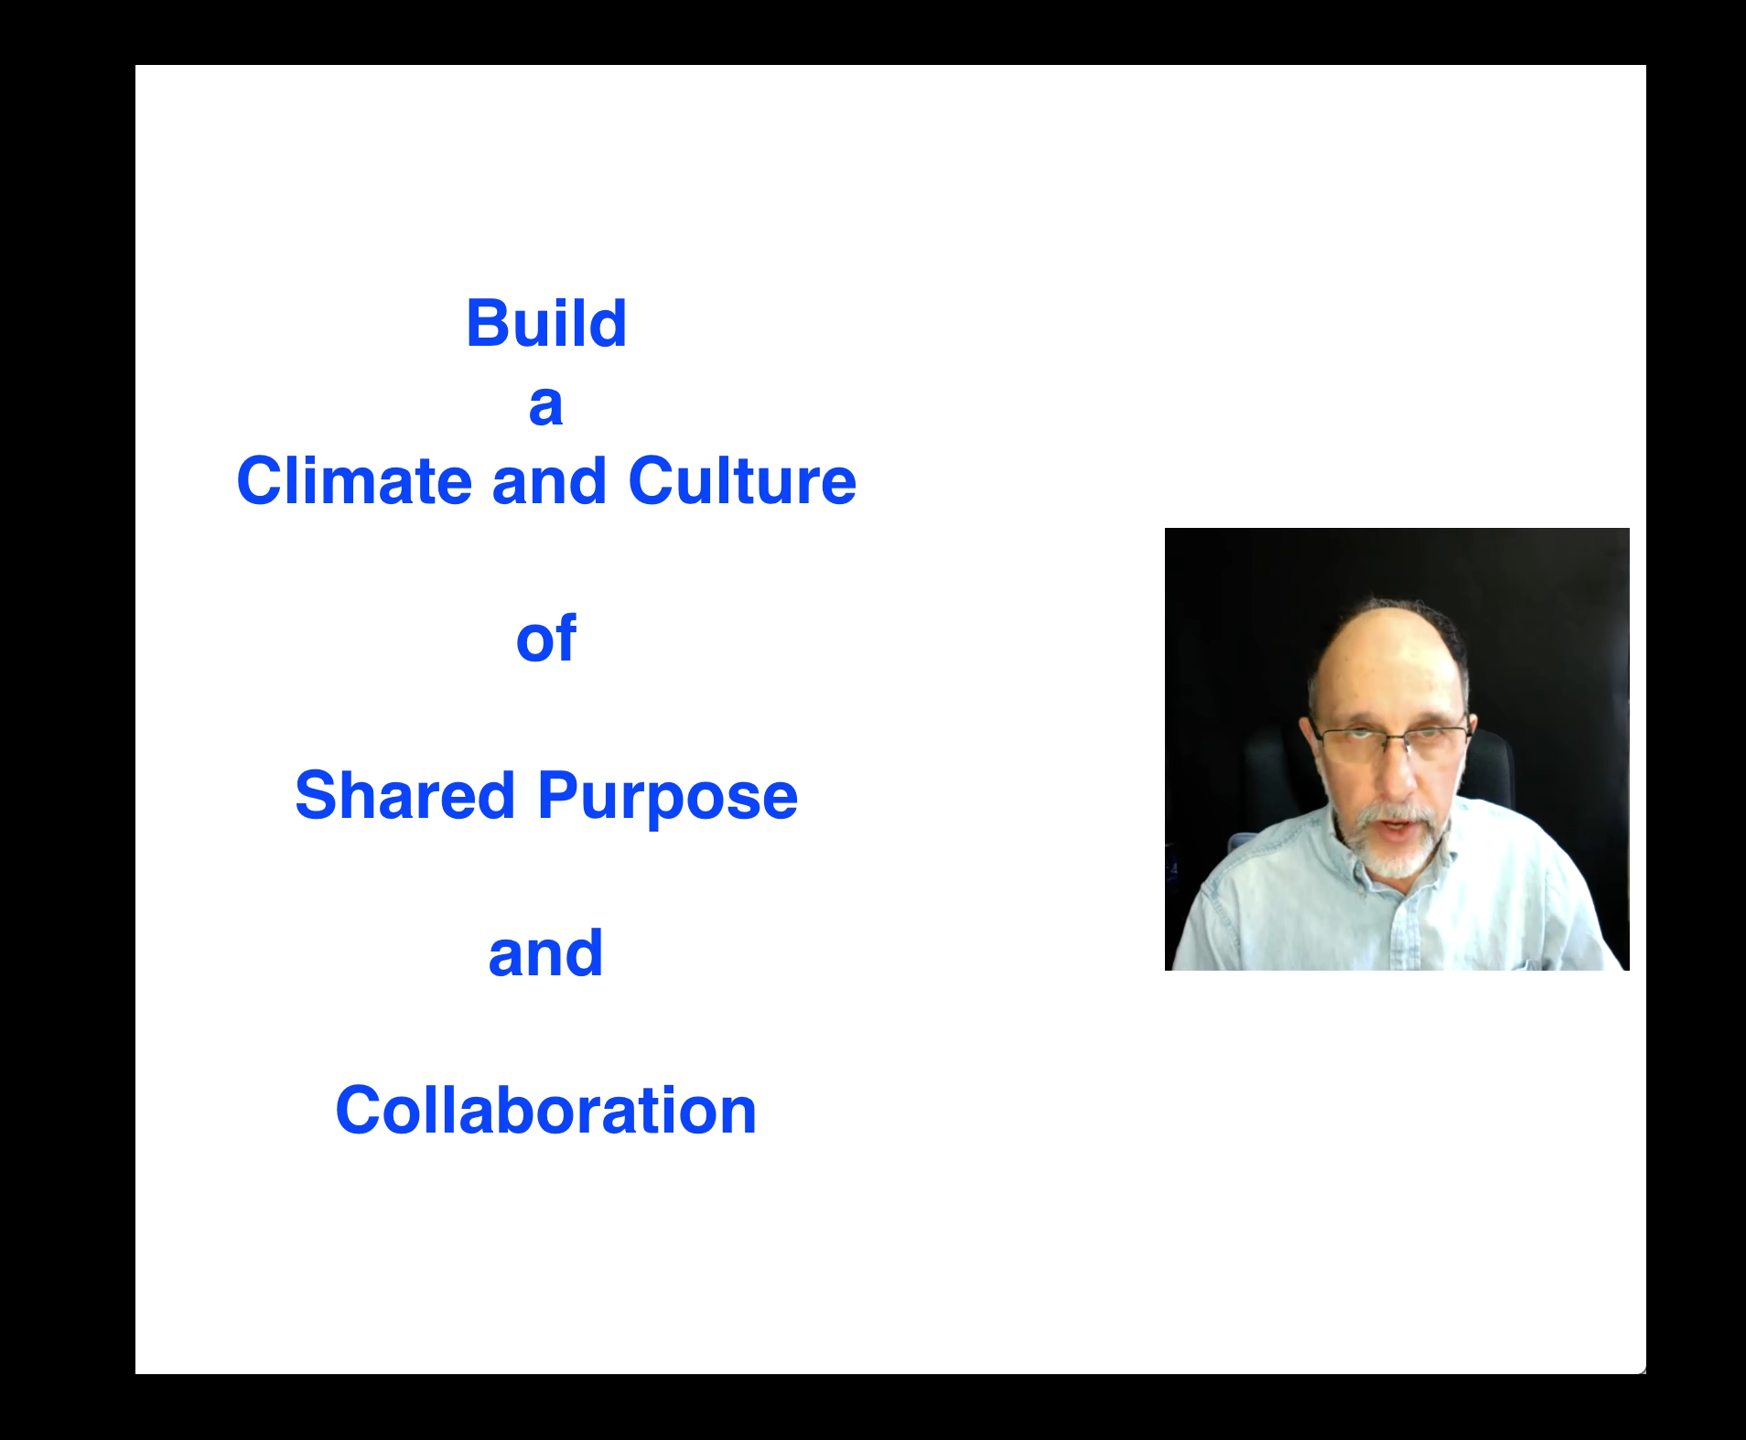 Build
a
Climate and Culture
of
Shared Purpose
and
Collaboration